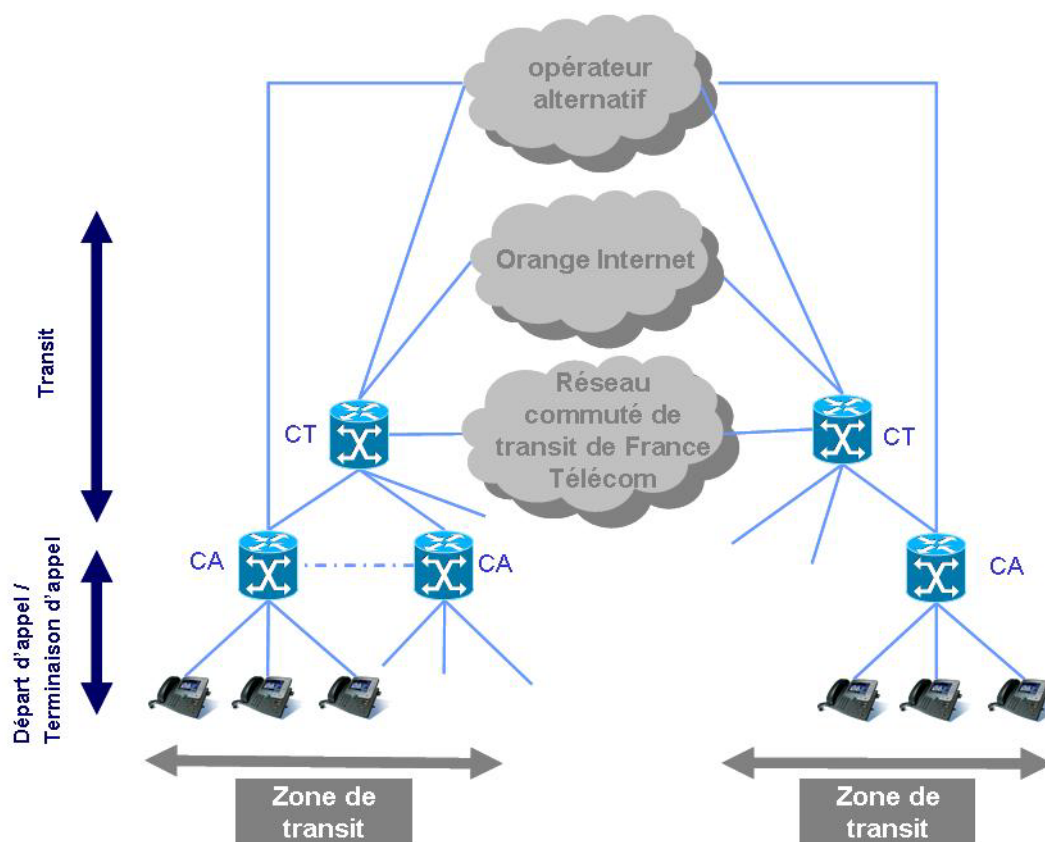 opérateur
alternatif
Orange Internet
Transit
Réseau
commuté de
transit de France
Télécom
CT
CT
CA
CA
CA
Départ d'appel /
Terminaison d'appel
Zone de
transit
Zone de
transit